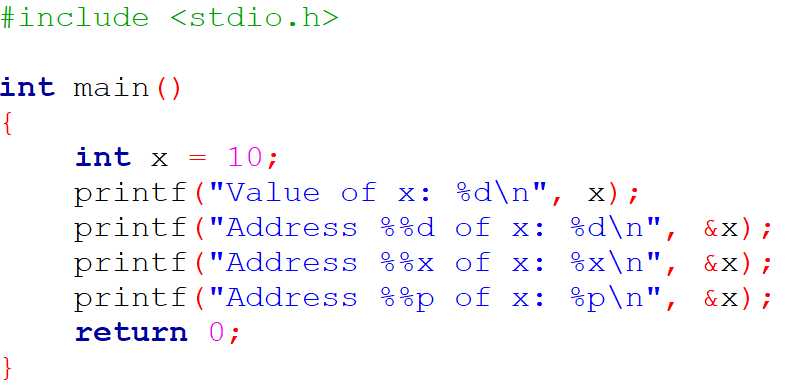 #include <stdio.h>

int main()
{
    int x = 10;
    printf("Value of x: %d\n", x);
    printf("Address %%d of x: %d\n", &x);
    printf("Address %%x of x: %x\n", &x);
    printf("Address %%p of x: %p\n", &x);
    return 0;
}